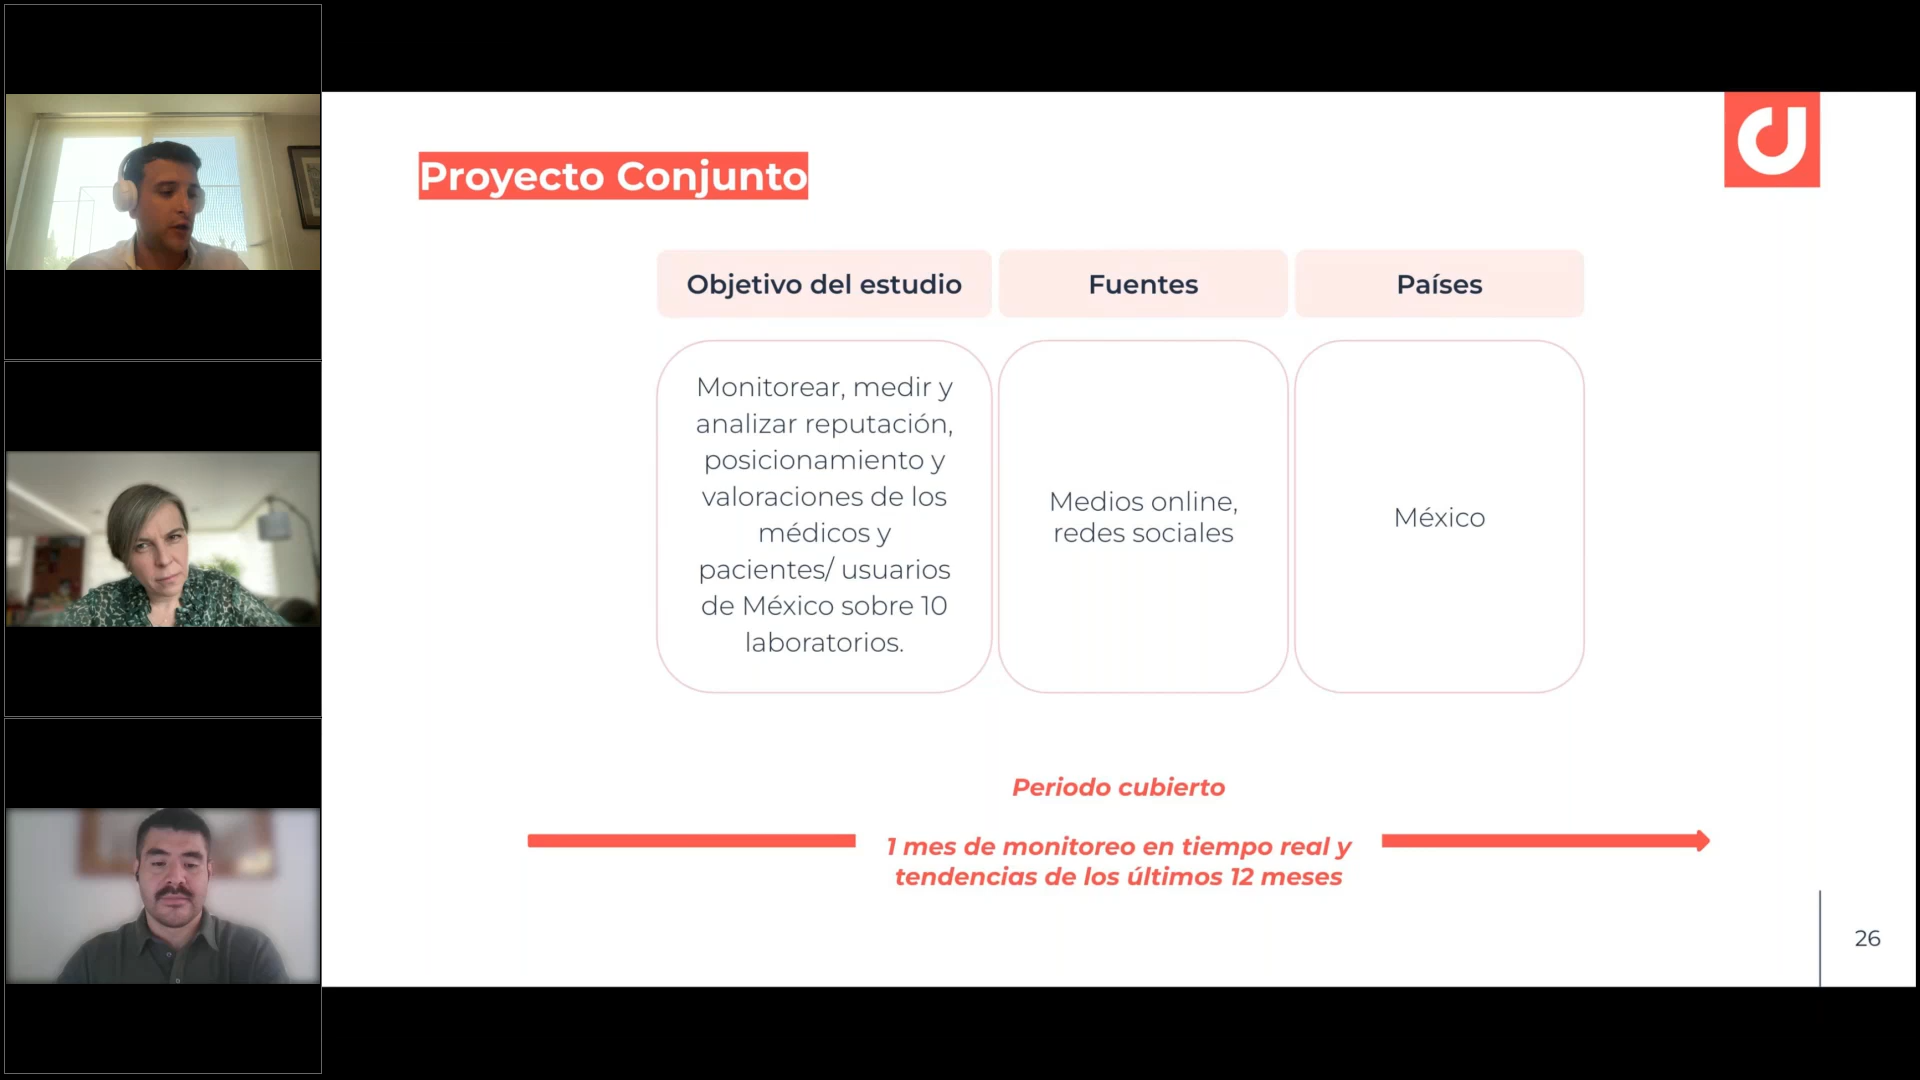 Proyecto Conjunto
Objetivo del estudio
Fuentes
Países
Monitorear, medir y
analizar reputación,
posicionamiento y
valoraciones de los
médicos y
pacientes/ usuarios
de México sobre 10
laboratorios.
Medios online,
redes sociales
México
Periodo cubierto
1 mes de monitoreo en tiempo real y
tendencias de los últimos 12 meses
26